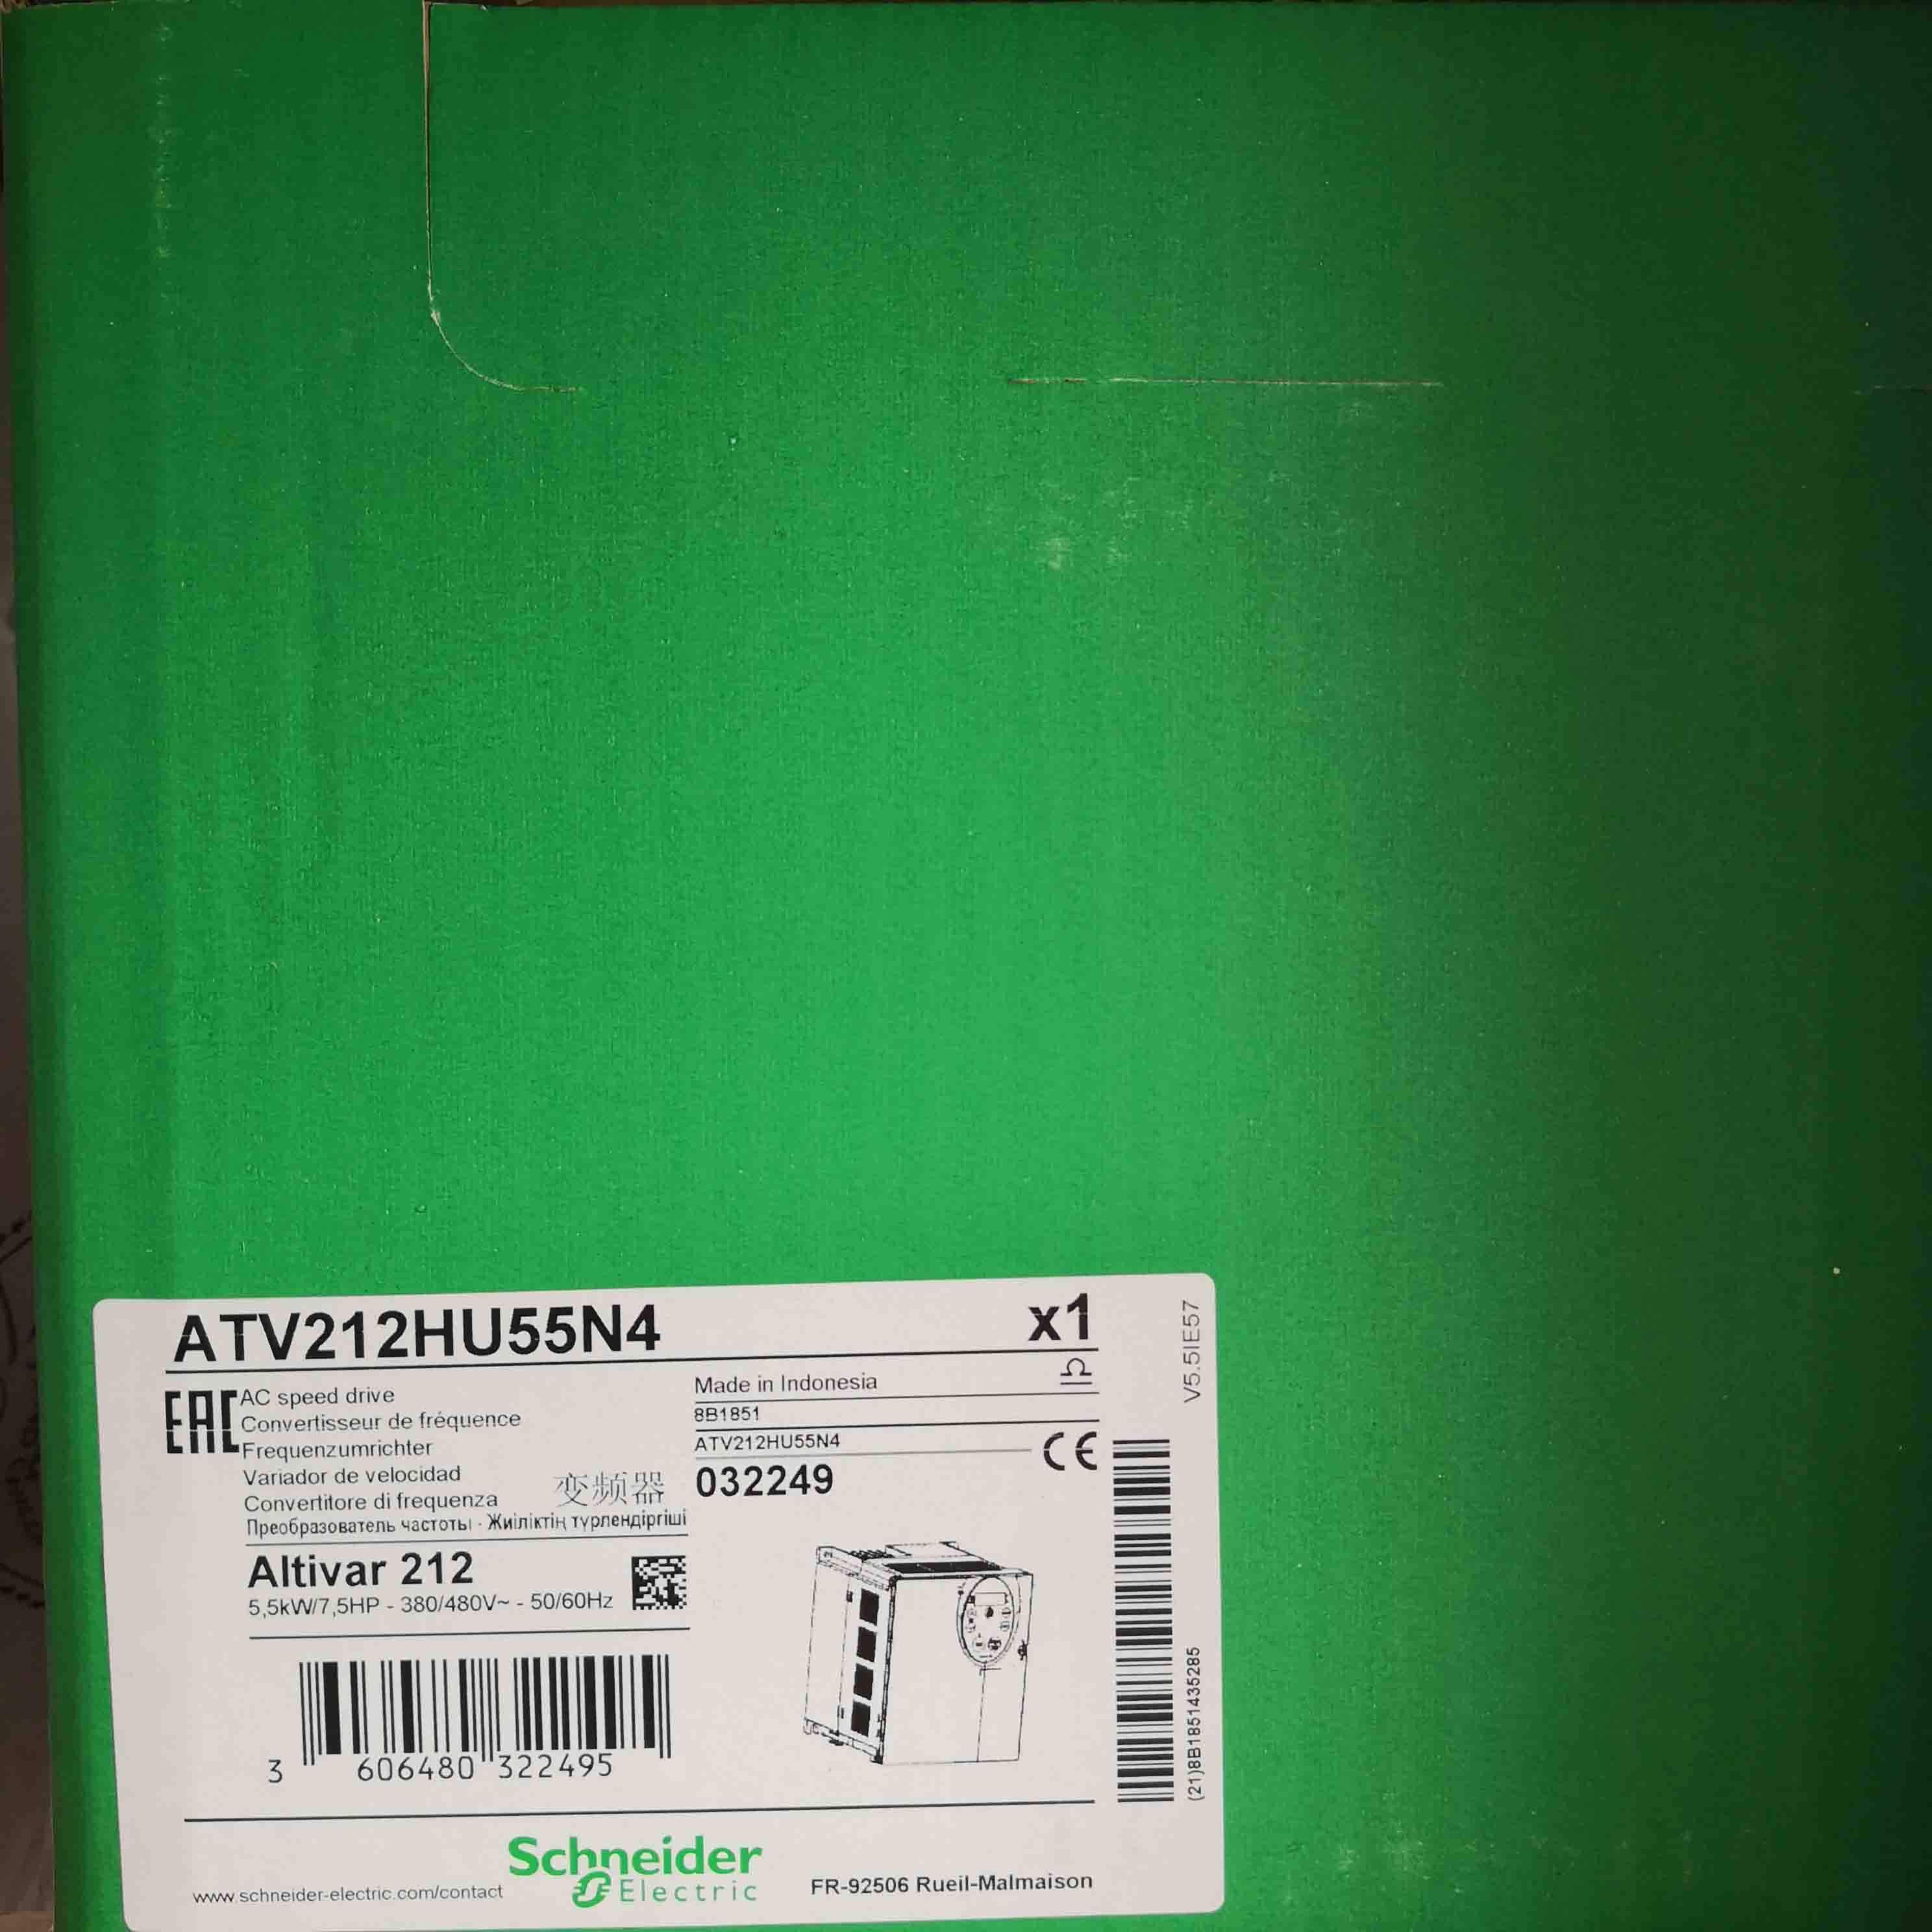 ATV212HU55N4
x1
EAC
AC speed drive
Convertisseur de fréquence
Frequenzumrichter
Variador de velocidad
Convertitore di frequenza
变频器
Преобразователь частоты - Жиіліктің түрлендіргіші
Made in Indonesia
8B1851
ATV212HU55N4
032249
CE
Altivar 212
5,5kW/7,5HP - 380/480V~ - 50/60Hz
3 606480 322495
V5.5IE57
(21)8B1851435285
Schneider
Electric
www.schneider-electric.com/contact
FR-92506 Rueil-Malmaison